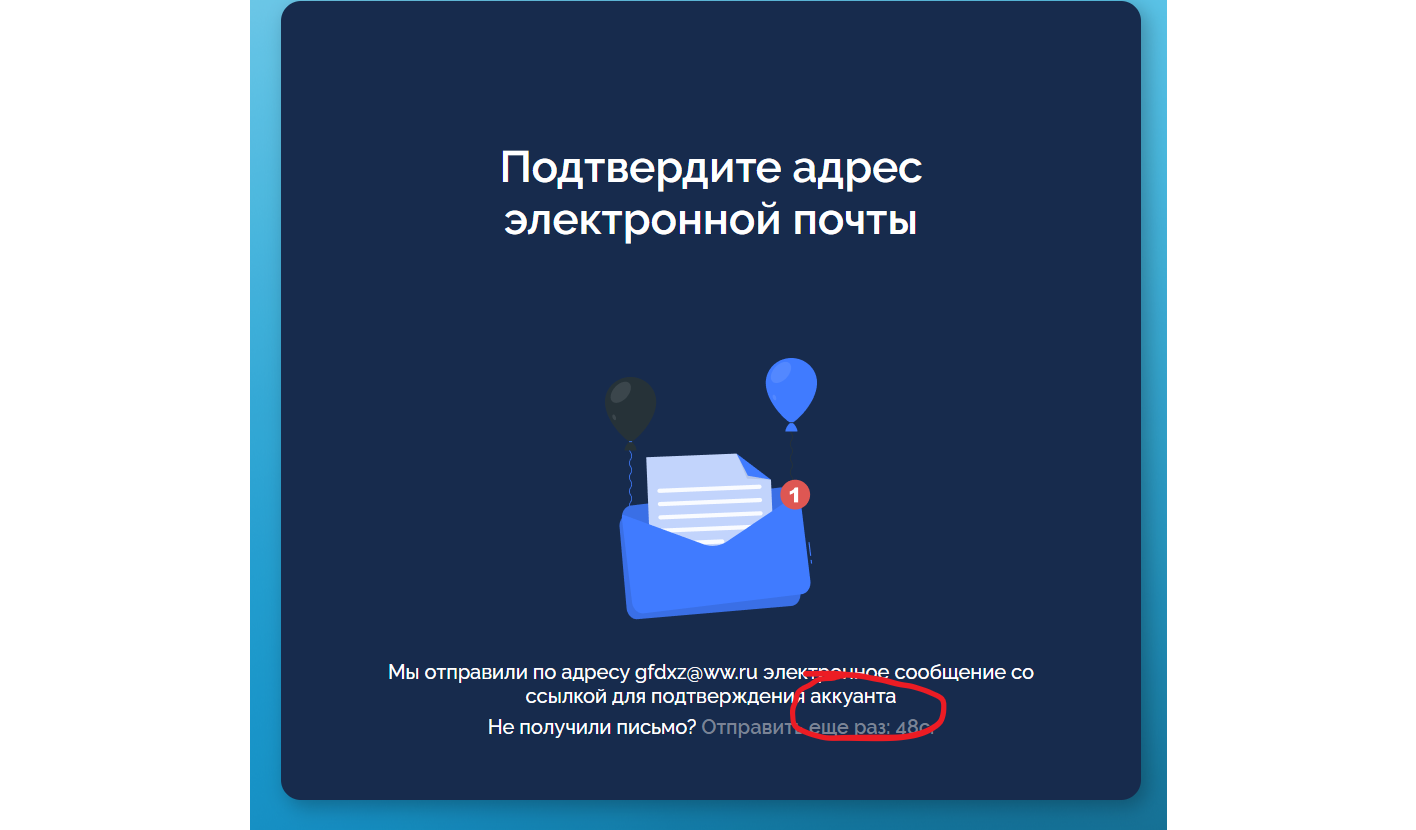 Подтвердите адрес
электронной почты
1
Мы отправили по адресу gfdxz@ww.ru электронное сообщение со
ссылкой для подтверждения аккуанта
Не получили письмо? Отправить еще раз: 48с.